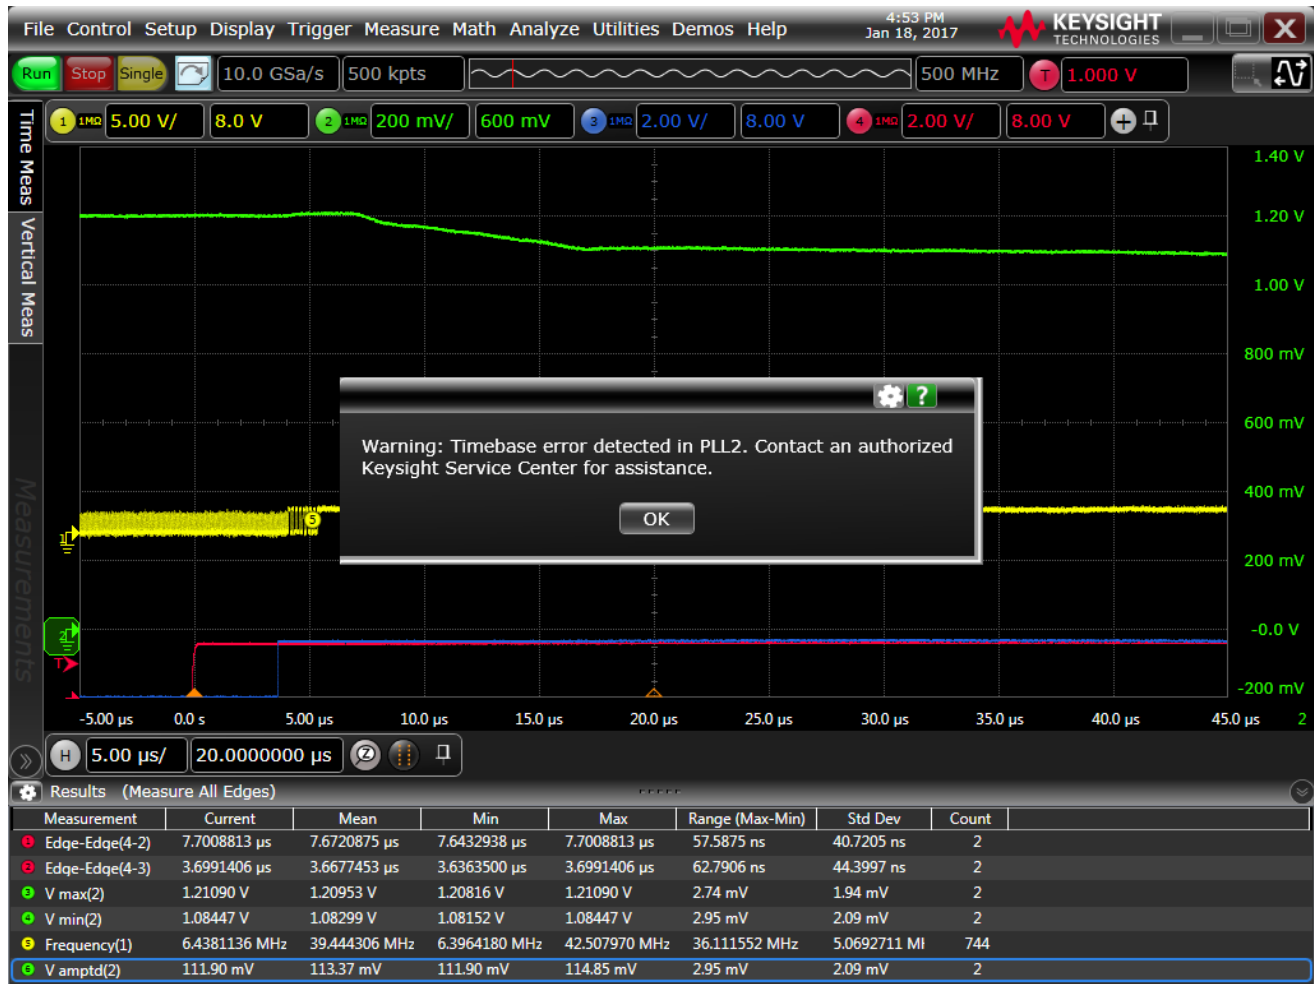 File Control Setup Display Trigger Measure Math Analyze Utilities Demos Help
4:53 PM
Jan 18, 2017
KEYSIGHT
TECHNOLOGIES
Run Stop Single 10.0 GSa/s 500 kpts 500 MHz T 1.000 V
1 1MΩ 5.00 V/ 8.0 V 2 1MΩ 200 mV/ 600 mV 3 1MΩ 2.00 V/ 8.00 V 4 1MΩ 2.00 V/ 8.00 V
Time Meas
Vertical Meas
Measurements
1.40 V
1.20 V
1.00 V
800 mV
600 mV
400 mV
200 mV
-0.0 V
-200 mV
Warning: Timebase error detected in PLL2. Contact an authorized
Keysight Service Center for assistance.
OK
?
5
1
2
T
-5.00 µs 0.0 s 5.00 µs 10.0 µs 15.0 µs 20.0 µs 25.0 µs 30.0 µs 35.0 µs 40.0 µs 45.0 µs 2
H 5.00 µs/ 20.0000000 µs Z
Results (Measure All Edges)
Measurement Current Mean Min Max Range (Max-Min) Std Dev Count
1 Edge-Edge(4-2) 7.7008813 µs 7.6720875 µs 7.6432938 µs 7.7008813 µs 57.5875 ns 40.7205 ns 2
2 Edge-Edge(4-3) 3.6991406 µs 3.6677453 µs 3.6363500 µs 3.6991406 µs 62.7906 ns 44.3997 ns 2
3 V max(2) 1.21090 V 1.20953 V 1.20816 V 1.21090 V 2.74 mV 1.94 mV 2
4 V min(2) 1.08447 V 1.08299 V 1.08152 V 1.08447 V 2.95 mV 2.09 mV 2
5 Frequency(1) 6.4381136 MHz 39.444306 MHz 6.3964180 MHz 42.507970 MHz 36.111552 MHz 5.0692711 MH 744
6 V amptd(2) 111.90 mV 113.37 mV 111.90 mV 114.85 mV 2.95 mV 2.09 mV 2